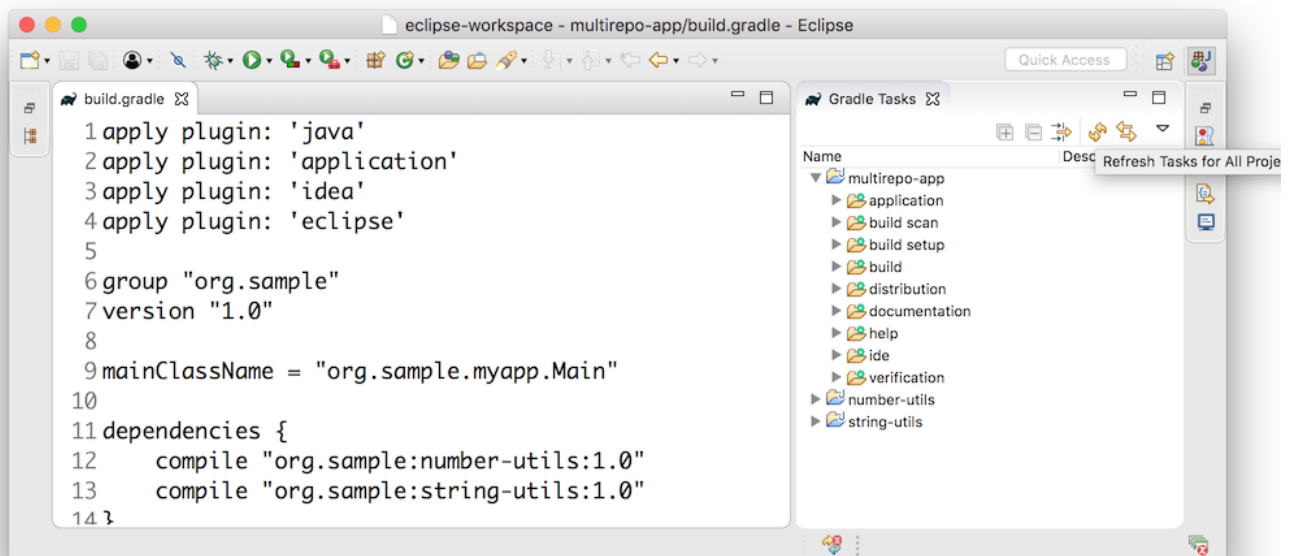 eclipse-workspace - multirepo-app/build.gradle - Eclipse
Quick Access
build.gradle
1 apply plugin: 'java'
2 apply plugin: 'application'
3 apply plugin: 'idea'
4 apply plugin: 'eclipse'
5
6 group "org.sample"
7 version "1.0"
8
9 mainClassName = "org.sample.myapp.Main"
10
11 dependencies {
12 compile "org.sample:number-utils:1.0"
13 compile "org.sample:string-utils:1.0"
14 }
Gradle Tasks
Name Desc
Refresh Tasks for All Proje
multirepo-app
application
build scan
build setup
build
distribution
documentation
help
ide
verification
number-utils
string-utils